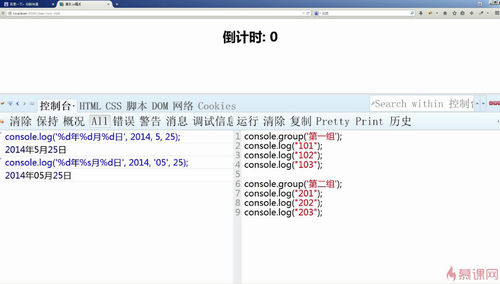 倒计时: 0
控制台 HTML CSS 脚本 DOM 网络 Cookies
Search within 控制台
清除 保持 概况 All 错误 警告 消息 调试信息
运行 清除 复制 Pretty Print 历史
console.log('%d年%d月%d日', 2014, 5, 25);
2014年5月25日
console.log('%d年%s月%d日', 2014, '05', 25);
2014年05月25日
1 console.group('第一组');
2 console.log("101");
3 console.log("102");
4 console.log("103");
5
6 console.group('第二组');
7 console.log("201");
8 console.log("202");
9 console.log("203");
慕课网